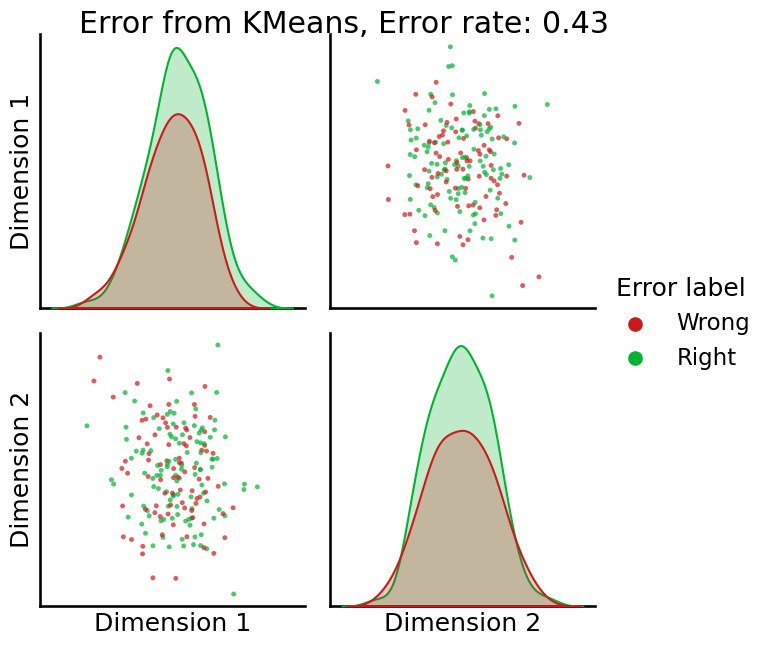 Error from KMeans, Error rate: 0.43
Dimension 1
Error label
Wrong
Right
Dimension 2
Dimension 1
Dimension 2